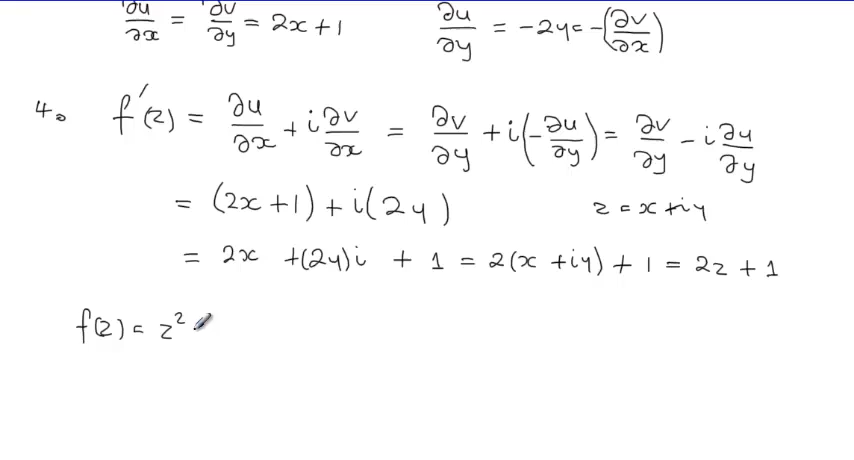 ∂u/∂x = ∂v/∂y = 2x + 1    ∂u/∂y = -2y = -(∂v/∂x)
4. f'(z) = ∂u/∂x + i ∂v/∂x = ∂v/∂y + i(-∂u/∂y) = ∂v/∂y - i ∂u/∂y
= (2x + 1) + i(2y)    z = x + iy
= 2x + (2y)i + 1 = 2(x + iy) + 1 = 2z + 1
f(z) = z²